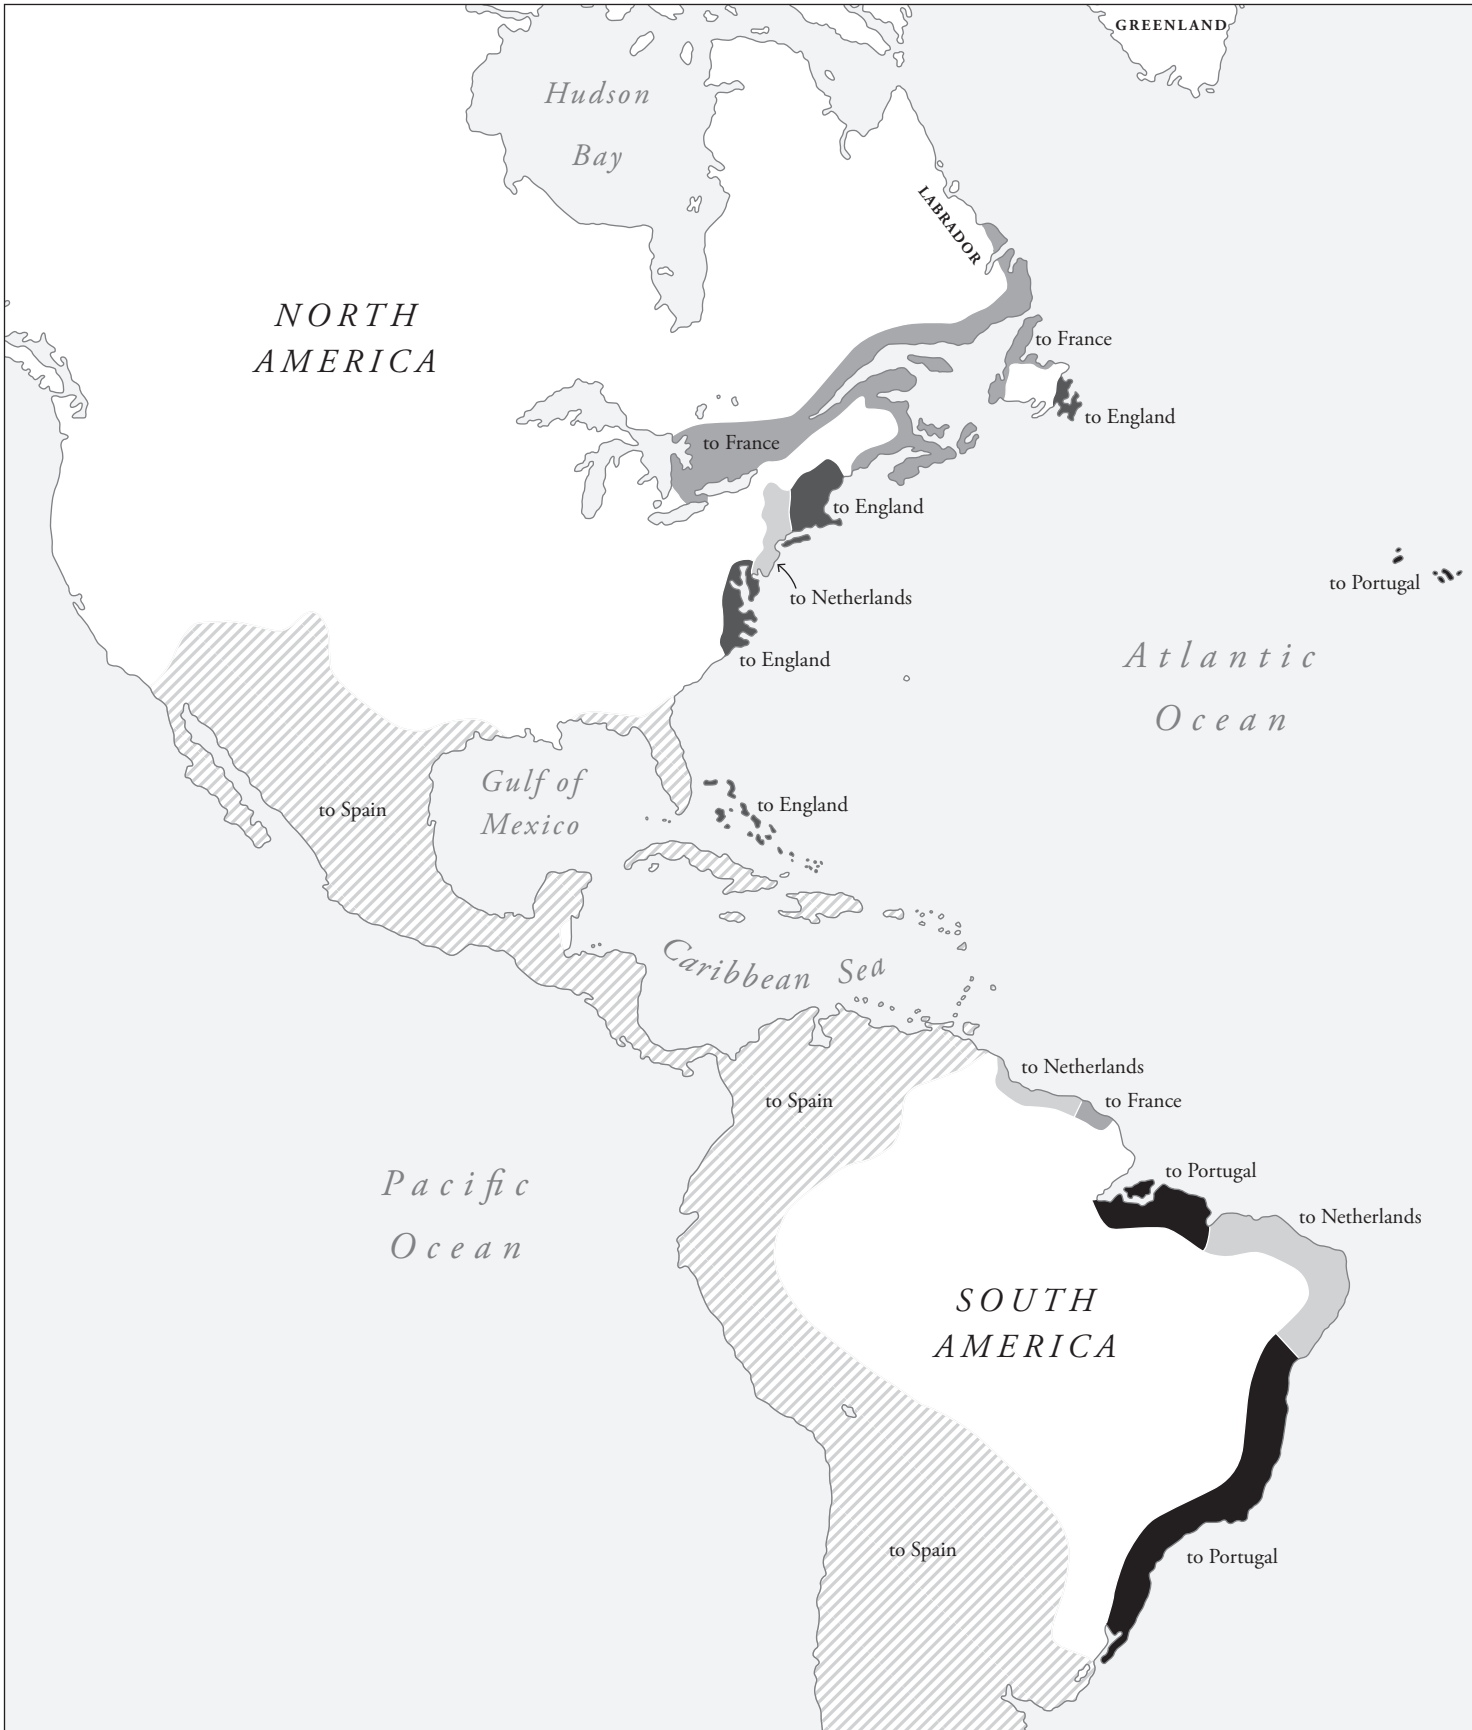 GREENLAND
Hudson
Bay
LABRADOR
NORTH
AMERICA
to France
to England
to France
to England
to Netherlands
to Portugal
to England
Atlantic
Ocean
Gulf of
Mexico
to England
to Spain
Caribbean Sea
to Netherlands
to Spain
to France
Pacific
Ocean
to Portugal
to Netherlands
SOUTH
AMERICA
to Spain
to Portugal